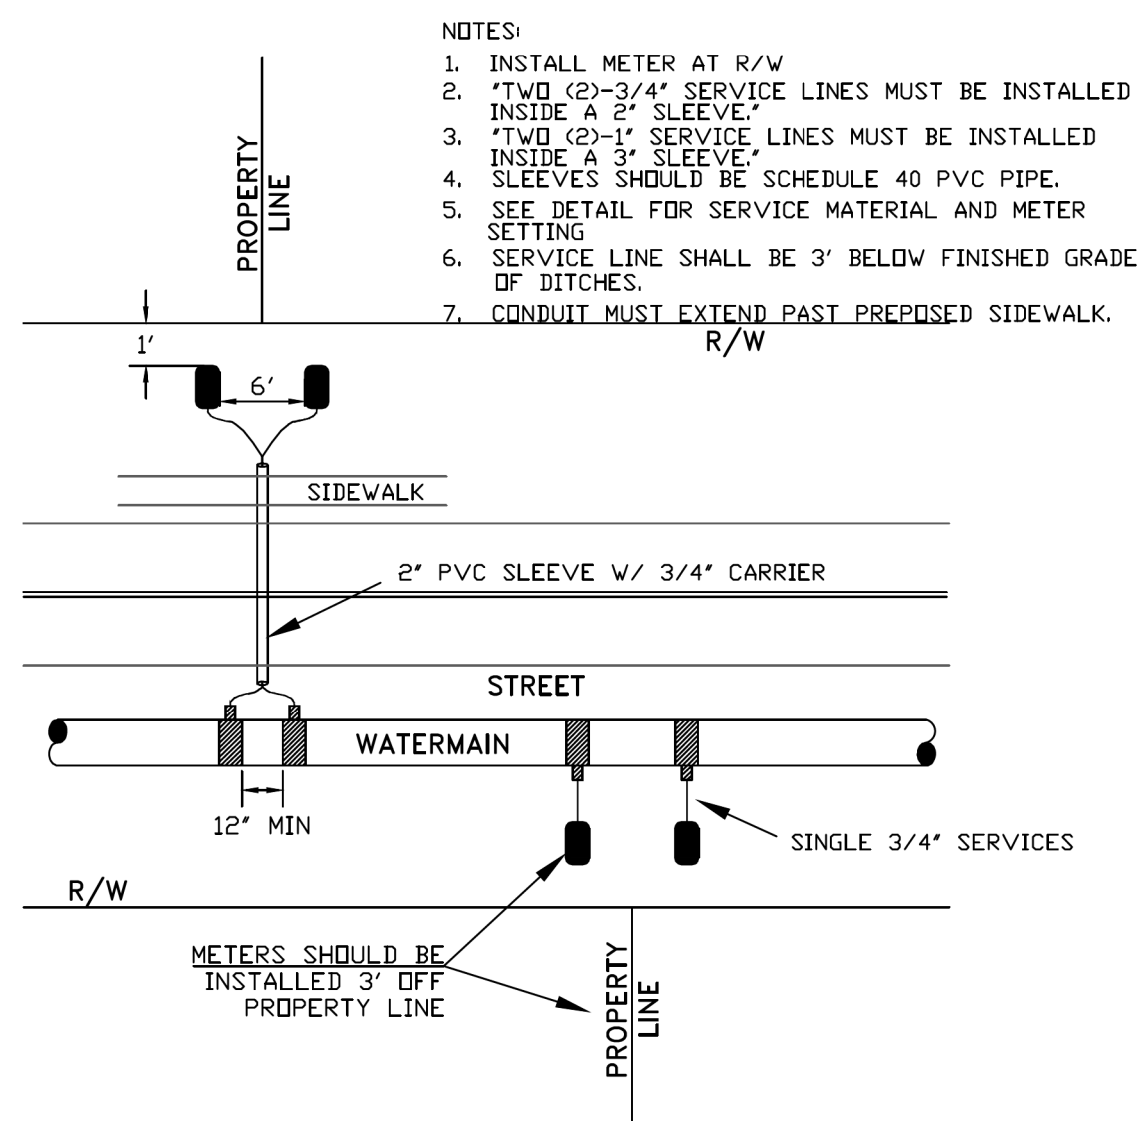 NOTES:
1. INSTALL METER AT R/W
2. "TWO (2)-3/4" SERVICE LINES MUST BE INSTALLED
INSIDE A 2" SLEEVE."
3. "TWO (2)-1" SERVICE LINES MUST BE INSTALLED
INSIDE A 3" SLEEVE."
4. SLEEVES SHOULD BE SCHEDULE 40 PVC PIPE.
5. SEE DETAIL FOR SERVICE MATERIAL AND METER
SETTING
6. SERVICE LINE SHALL BE 3' BELOW FINISHED GRADE
OF DITCHES.
7. CONDUIT MUST EXTEND PAST PREPOSED SIDEWALK.
PROPERTY
LINE
R/W
1'
6'
SIDEWALK
2" PVC SLEEVE W/ 3/4" CARRIER
STREET
WATERMAIN
12" MIN
SINGLE 3/4" SERVICES
R/W
METERS SHOULD BE
INSTALLED 3' OFF
PROPERTY LINE
PROPERTY
LINE